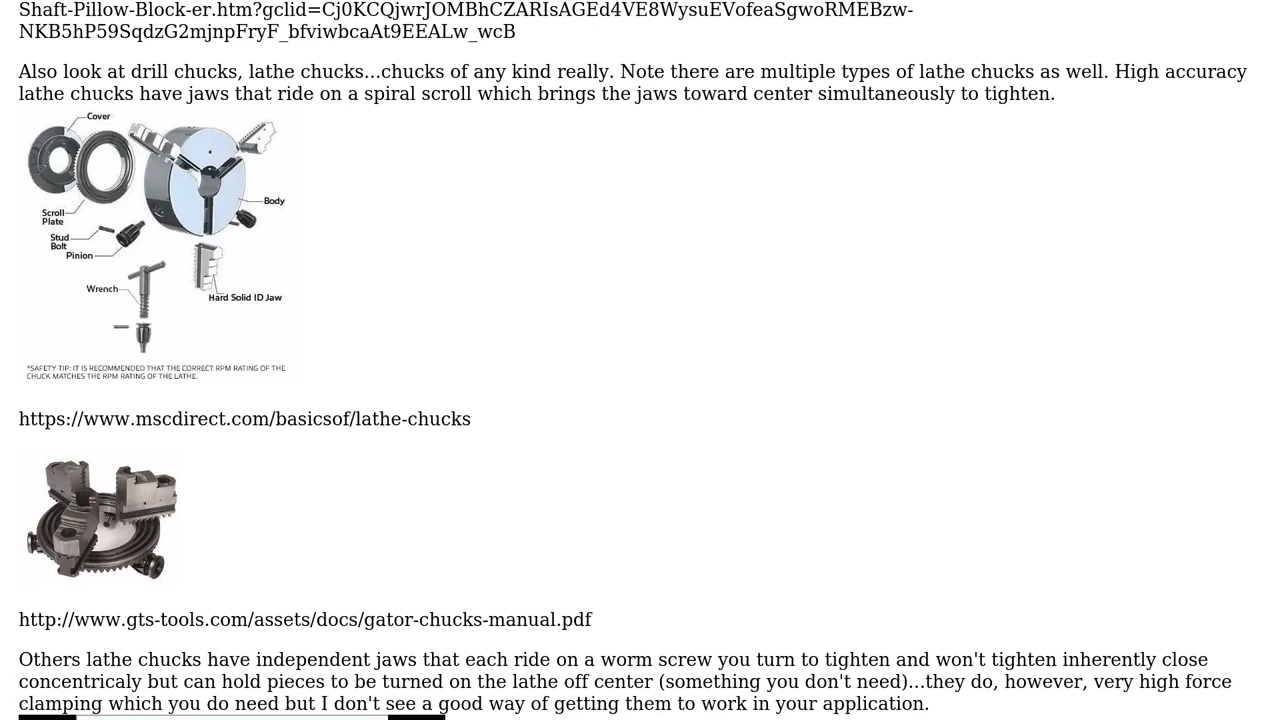 Shaft-Pillow-Block-er.htm?gclid=Cj0KCQjwrJOMBhCZARIsAGEd4VE8WysuEVofeaSgwoRMEBzw-
NKB5hP59SqdzG2mjnpFryF_bfviwbcaAt9EEALw_wcB
Also look at drill chucks, lathe chucks...chucks of any kind really. Note there are multiple types of lathe chucks as well. High accuracy
lathe chucks have jaws that ride on a spiral scroll which brings the jaws toward center simultaneously to tighten.
Cover
Body
Scroll
Plate
Stud
Bolt
Pinion
Wrench
Hard Solid ID Jaw
*SAFETY TIP: IT IS RECOMMENDED THAT THE CORRECT RPM RATING OF THE
CHUCK MATCHES THE RPM RATING OF THE LATHE.
https://www.mscdirect.com/basicsof/lathe-chucks
http://www.gts-tools.com/assets/docs/gator-chucks-manual.pdf
Others lathe chucks have independent jaws that each ride on a worm screw you turn to tighten and won't tighten inherently close
concentricaly but can hold pieces to be turned on the lathe off center (something you don't need)...they do, however, very high force
clamping which you do need but I don't see a good way of getting them to work in your application.